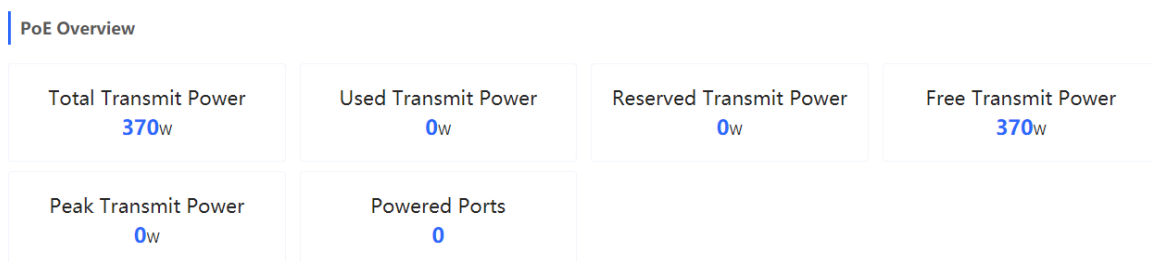 PoE Overview
Total Transmit Power
370W
Used Transmit Power
0W
Reserved Transmit Power
0W
Free Transmit Power
370W
Peak Transmit Power
0W
Powered Ports
0